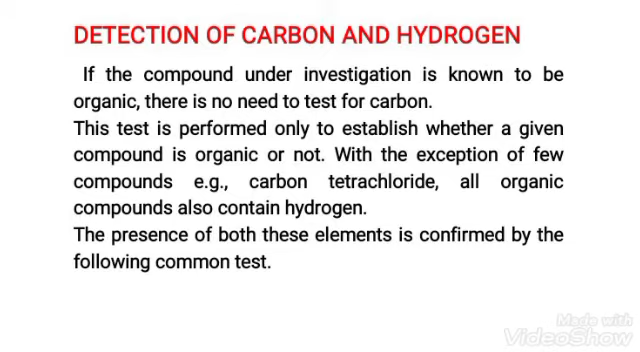 DETECTION OF CARBON AND HYDROGEN
If the compound under investigation is known to be
organic, there is no need to test for carbon.
This test is performed only to establish whether a given
compound is organic or not. With the exception of few
compounds e.g., carbon tetrachloride, all organic
compounds also contain hydrogen.
The presence of both these elements is confirmed by the
following common test.
Made with
VideoShow